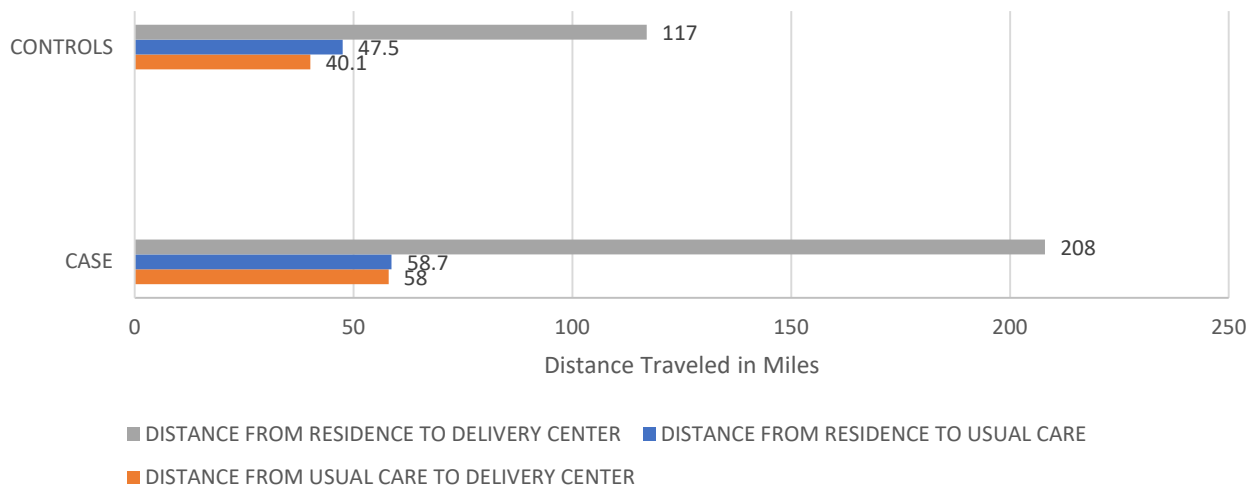 CONTROLS
117
47.5
40.1
CASE
208
58.7
58
0 50 100 150 200 250
Distance Traveled in Miles
DISTANCE FROM RESIDENCE TO DELIVERY CENTER DISTANCE FROM RESIDENCE TO USUAL CARE
DISTANCE FROM USUAL CARE TO DELIVERY CENTER